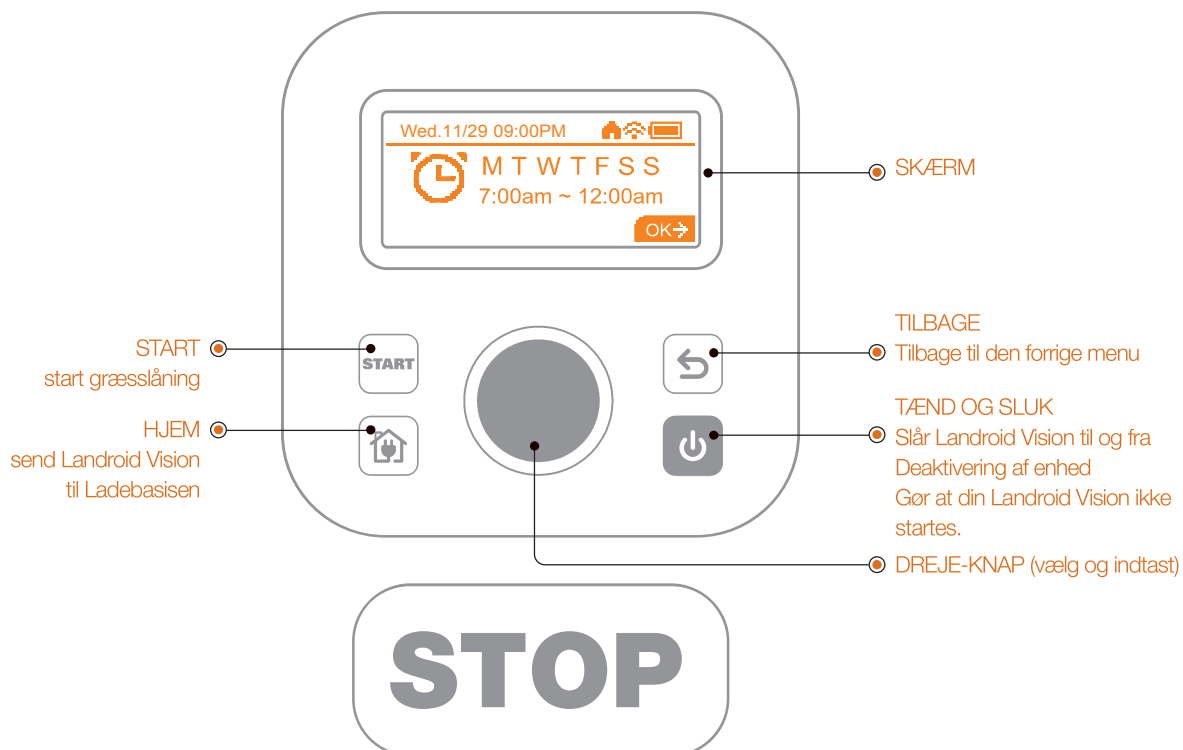 Wed.11/29 09:00PM
M T W T F S S
7:00am ~ 12:00am
OK
SKÆRM
START
start græsslåning
START
HJEM
send Landroid Vision
til Ladebasisen
TILBAGE
Tilbage til den forrige menu
TÆND OG SLUK
Slår Landroid Vision til og fra
Deaktivering af enhed
Gør at din Landroid Vision ikke
startes.
DREJE-KNAP (vælg og indtast)
STOP